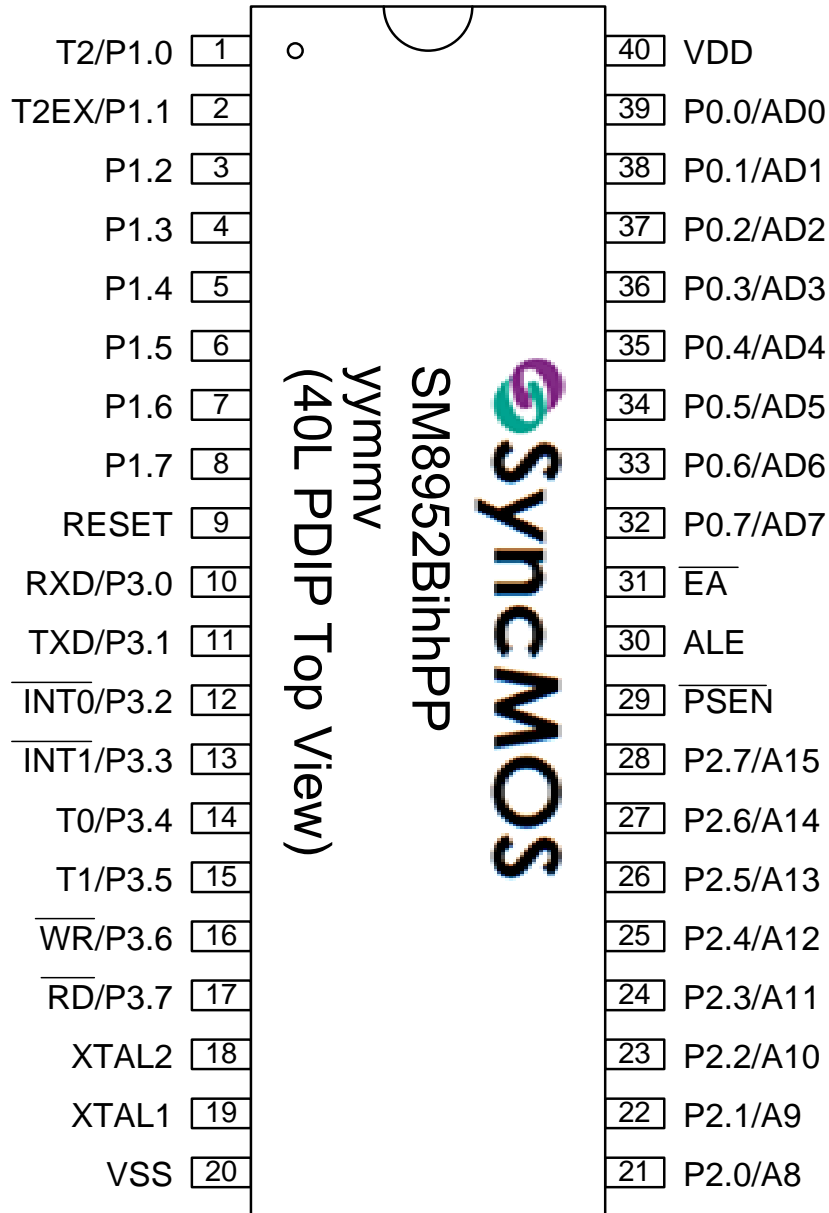 T2/P1.0 1 40 VDD
T2EX/P1.1 2 39 P0.0/AD0
P1.2 3 38 P0.1/AD1
P1.3 4 37 P0.2/AD2
P1.4 5 36 P0.3/AD3
P1.5 6 35 P0.4/AD4
P1.6 7 34 P0.5/AD5
P1.7 8 33 P0.6/AD6
RESET 9 32 P0.7/AD7
RXD/P3.0 10 31 EA
TXD/P3.1 11 30 ALE
INT0/P3.2 12 29 PSEN
INT1/P3.3 13 28 P2.7/A15
T0/P3.4 14 27 P2.6/A14
T1/P3.5 15 26 P2.5/A13
WR/P3.6 16 25 P2.4/A12
RD/P3.7 17 24 P2.3/A11
XTAL2 18 23 P2.2/A10
XTAL1 19 22 P2.1/A9
VSS 20 21 P2.0/A8
SyncMOS
SM8952BihhPP
yymmv
(40L PDIP Top View)